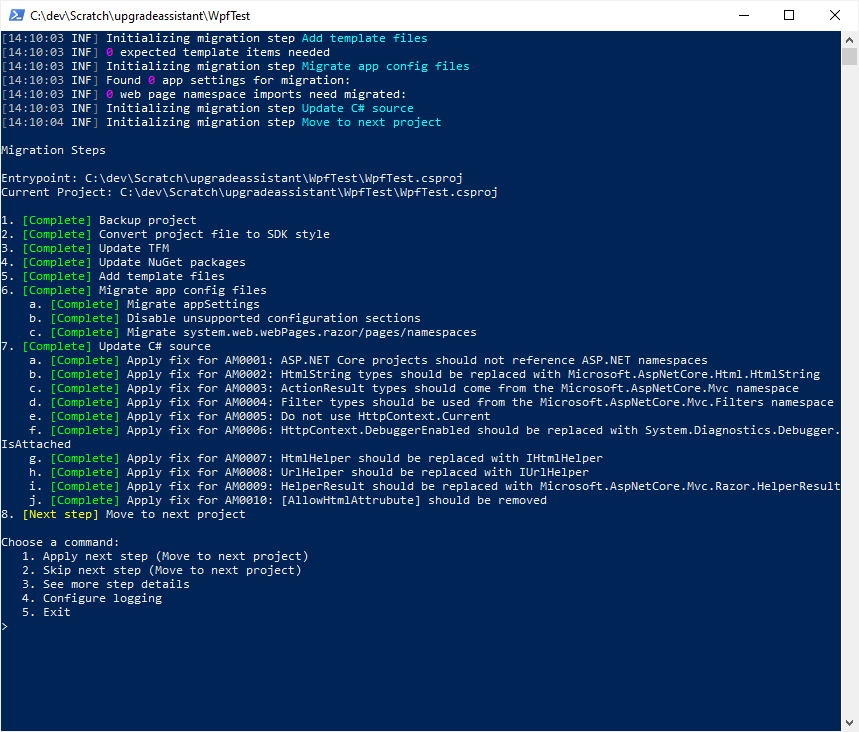 C:\dev\Scratch\upgradeassistant\WpfTest
[14:10:03 INF] Initializing migration step Add template files
[14:10:03 INF] 0 expected template items needed
[14:10:03 INF] Initializing migration step Migrate app config files
[14:10:03 INF] Found 0 app settings for migration:
[14:10:03 INF] 0 web page namespace imports need migrated:
[14:10:03 INF] Initializing migration step Update C# source
[14:10:04 INF] Initializing migration step Move to next project
Migration Steps
Entrypoint: C:\dev\Scratch\upgradeassistant\WpfTest\WpfTest.csproj
Current Project: C:\dev\Scratch\upgradeassistant\WpfTest\WpfTest.csproj
1. [Complete] Backup project
2. [Complete] Convert project file to SDK style
3. [Complete] Update TFM
4. [Complete] Update NuGet packages
5. [Complete] Add template files
6. [Complete] Migrate app config files
a. [Complete] Migrate appSettings
b. [Complete] Disable unsupported configuration sections
c. [Complete] Migrate system.web.webPages.razor/pages/namespaces
7. [Complete] Update C# source
a. [Complete] Apply fix for AM0001: ASP.NET Core projects should not reference ASP.NET namespaces
b. [Complete] Apply fix for AM0002: HtmlString types should be replaced with Microsoft.AspNetCore.Html.HtmlString
c. [Complete] Apply fix for AM0003: ActionResult types should come from the Microsoft.AspNetCore.Mvc namespace
d. [Complete] Apply fix for AM0004: Filter types should be used from the Microsoft.AspNetCore.Mvc.Filters namespace
e. [Complete] Apply fix for AM0005: Do not use HttpContext.Current
f. [Complete] Apply fix for AM0006: HttpContext.DebuggerEnabled should be replaced with System.Diagnostics.Debugger.
IsAttached
g. [Complete] Apply fix for AM0007: HtmlHelper should be replaced with IHtmlHelper
h. [Complete] Apply fix for AM0008: UrlHelper should be replaced with IUrlHelper
i. [Complete] Apply fix for AM0009: HelperResult should be replaced with Microsoft.AspNetCore.Mvc.Razor.HelperResult
j. [Complete] Apply fix for AM0010: [AllowHtmlAttrubute] should be removed
8. [Next step] Move to next project
Choose a command:
1. Apply next step (Move to next project)
2. Skip next step (Move to next project)
3. See more step details
4. Configure logging
5. Exit
>